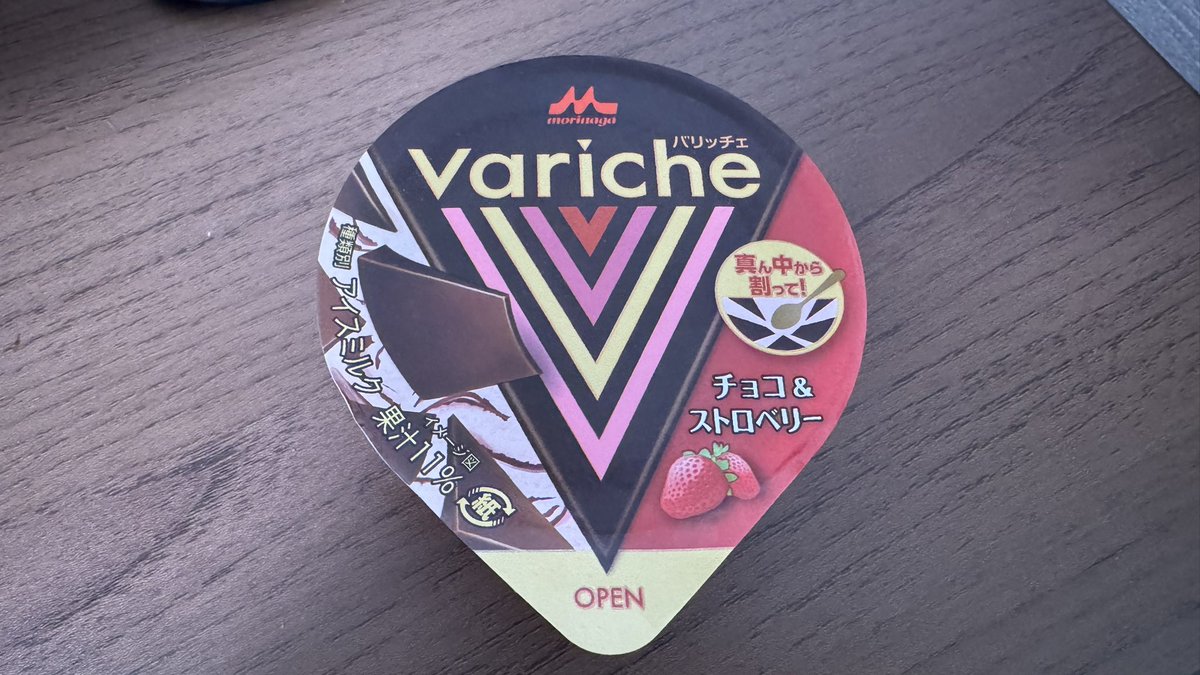 morinaga
バリッチェ
variche
真ん中から
割って!
チョコ&
ストロベリー
種類別 アイスミルク 果汁11%
イメージ図
紙
OPEN